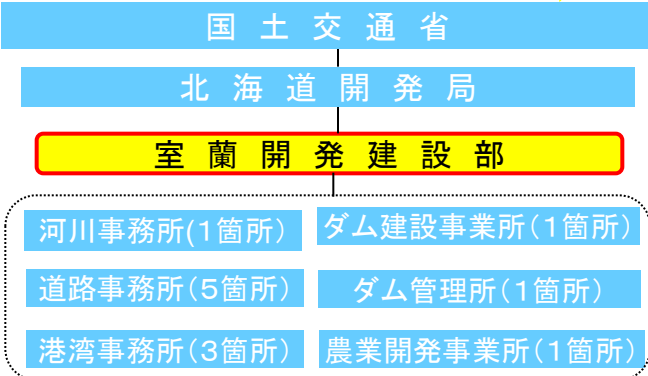 国土交通省
北海道開発局
室蘭開発建設部
河川事務所(１箇所）
ダム建設事業所（１箇所）
道路事務所（５箇所）
ダム管理所（１箇所）
港湾事務所（３箇所）
農業開発事業所（１箇所）